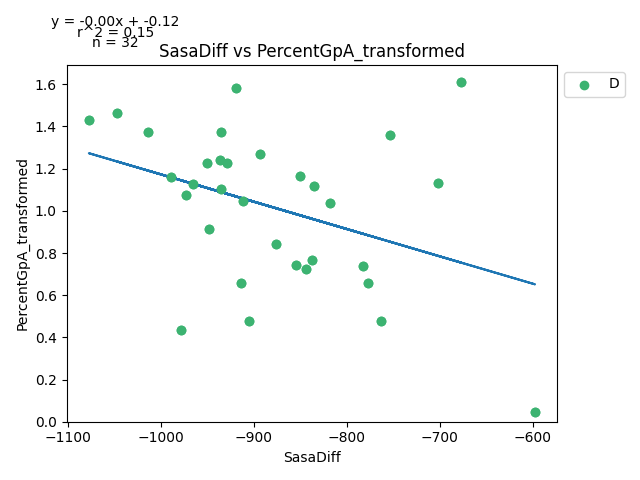 y = -0.00x + -0.12
r^2 = 0.15
n = 32
SasaDiff vs PercentGpA_transformed
D
PercentGpA_transformed
1.6
1.4
1.2
1.0
0.8
0.6
0.4
0.2
0.0
−1100 −1000 −900 −800 −700 −600
SasaDiff